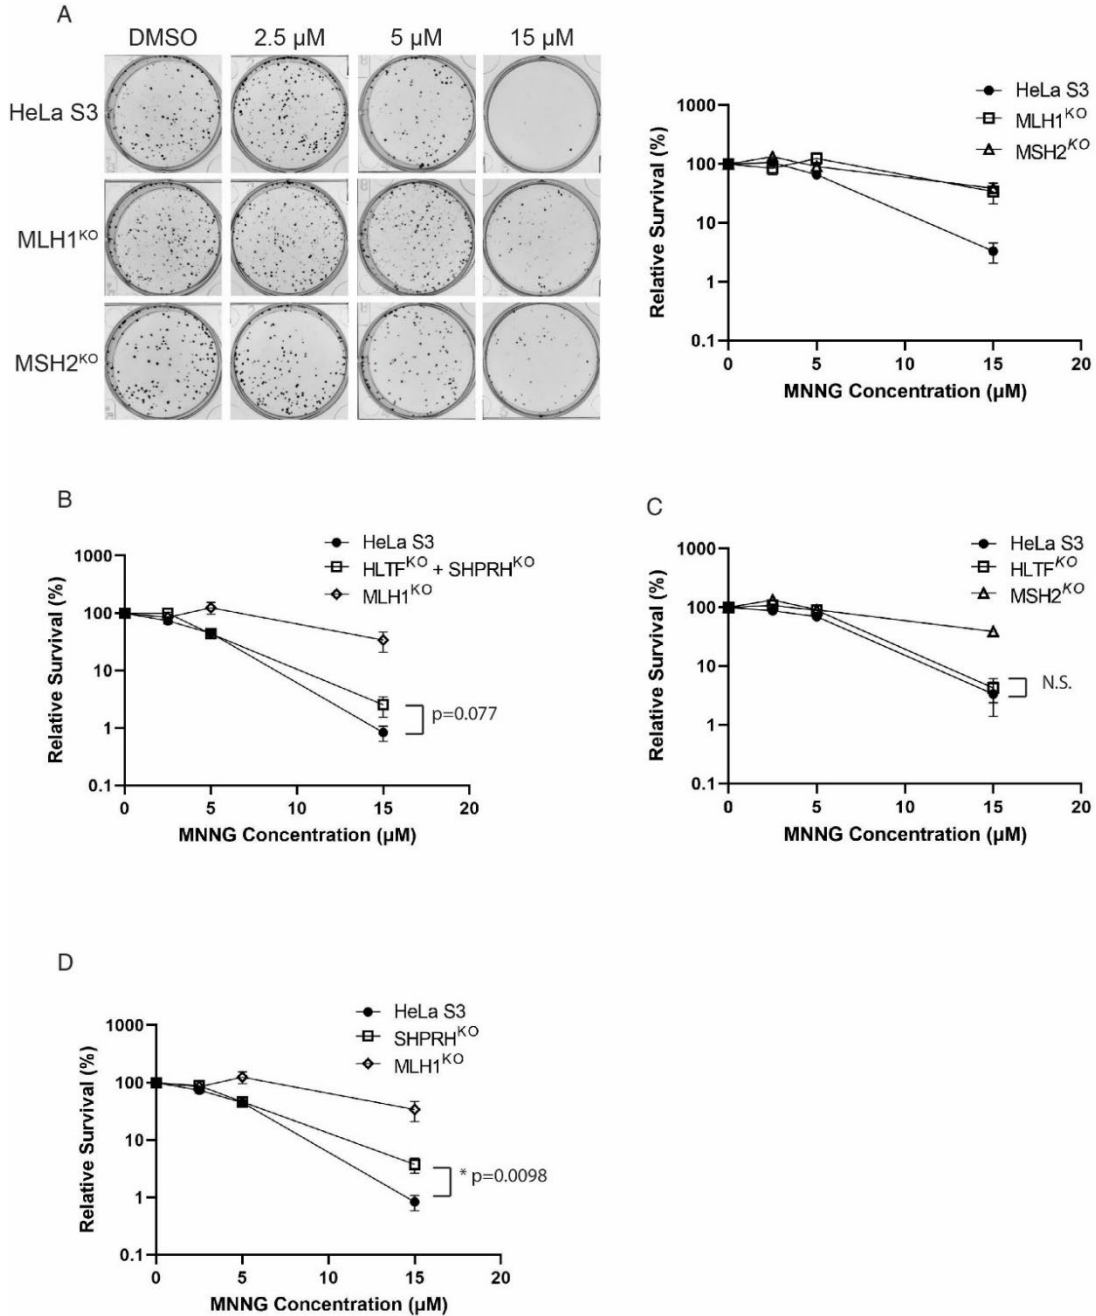 A
DMSO 2.5 µM 5 µM 15 µM
HeLa S3
MLH1KO
MSH2KO
HeLa S3
MLH1KO
MSH2KO
1000
100
10
1
0.1
Relative Survival (%)
0 5 10 15 20
MNNG Concentration (µM)
B
HeLa S3
HLTFKO + SHPRHKO
MLH1KO
1000
100
10
1
0.1
Relative Survival (%)
p=0.077
0 5 10 15 20
MNNG Concentration (µM)
C
HeLa S3
HLTFKO
MSH2KO
1000
100
10
1
0.1
Relative Survival (%)
N.S.
0 5 10 15 20
MNNG Concentration (µM)
D
HeLa S3
SHPRHKO
MLH1KO
1000
100
10
1
0.1
Relative Survival (%)
* p=0.0098
0 5 10 15 20
MNNG Concentration (µM)